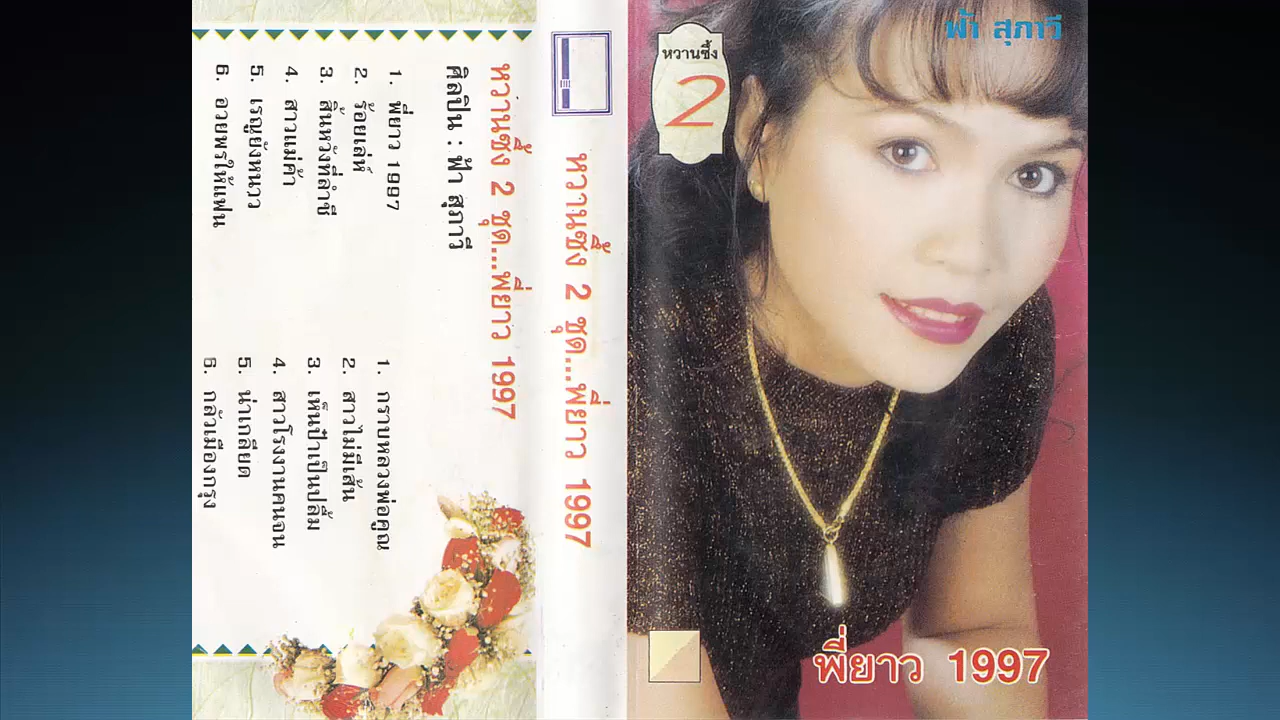 ฟ้า สุภาวี
หวานซึ้ง
2
พี่ยาว 1997
หวานซึ้ง 2 ชุด...พี่ยาว 1997
หวานซึ้ง 2 ชุด...พี่ยาว 1997
ศิลปิน : ฟ้า สุภาวี
1. พี่ยาว 1997
2. ร้อยเล่ห์
3. สิ้นหวังที่ลำชี
4. สาวแม่ค้า
5. เจริญยังหนาว
6. อวยพรให้แฟน
1. กราบหลวงพ่อคูณ
2. สาวไม่มีเส้น
3. เห็นป๋าเป็นปลื้ม
4. สาวโรงงานคนจน
5. น่าเกลียด
6. กลัวเมืองกรุง